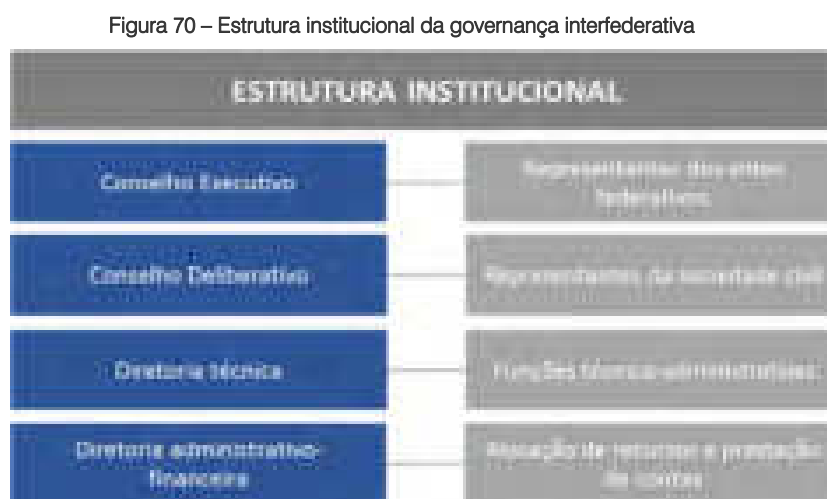 Figura 70 – Estrutura institucional da governança interfederativa
ESTRUTURA INSTITUCIONAL
Conselho Executivo
Representantes dos entes
federativos
Conselho Deliberativo
Representantes da sociedade civil
Diretoria técnica
Funções técnico-administrativas
Diretoria administrativo-
financeira
Alocação de recursos e prestação
de contas